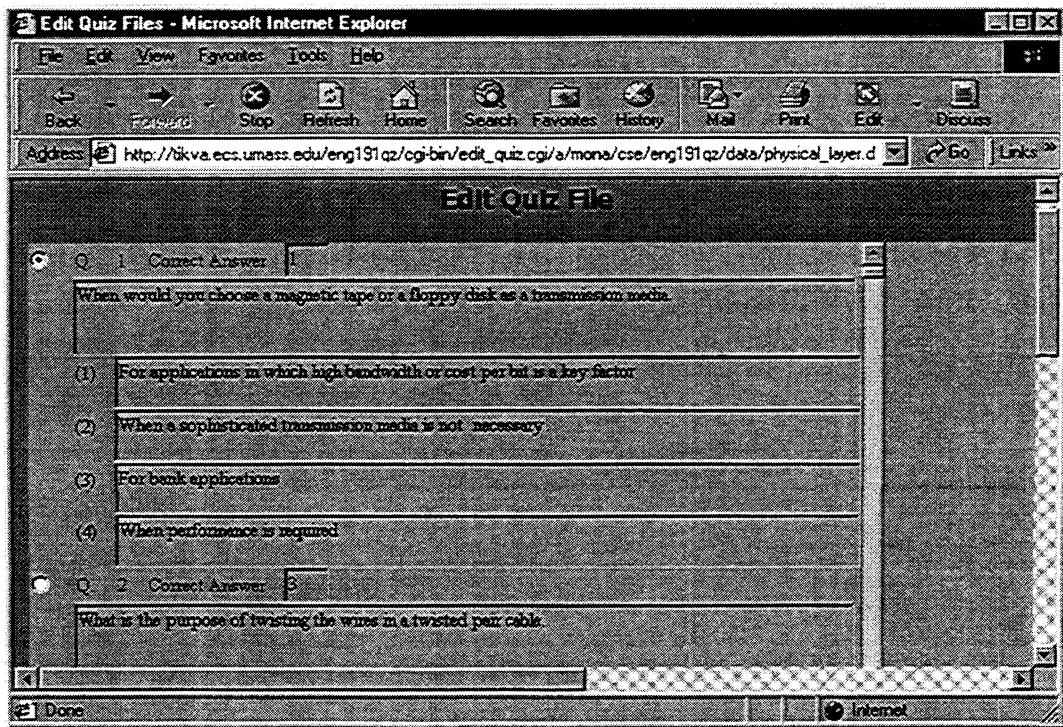 Edit Quiz Files - Microsoft Internet Explorer
File Edit View Favorites Tools Help
Back Forward Stop Refresh Home Search Favorites History Mail Print Edit Discuss
Address http://tikva.ecs.umass.edu/eng191qz/cgi-bin/edit_quiz.cgi/a/mona/cse/eng191qz/data/physical_layer.d Go Links »
Edit Quiz File
Q 1 Correct Answer 1
When would you choose a magnetic tape or a floppy disk as a transmission media.
(1) For applications in which high bandwidth or cost per bit is a key factor
(2) When a sophisticated transmission media is not necessary
(3) For bank applications
(4) When performance is required
Q 2 Correct Answer 3
What is the purpose of twisting the wires in a twisted pair cable.
Done Internet